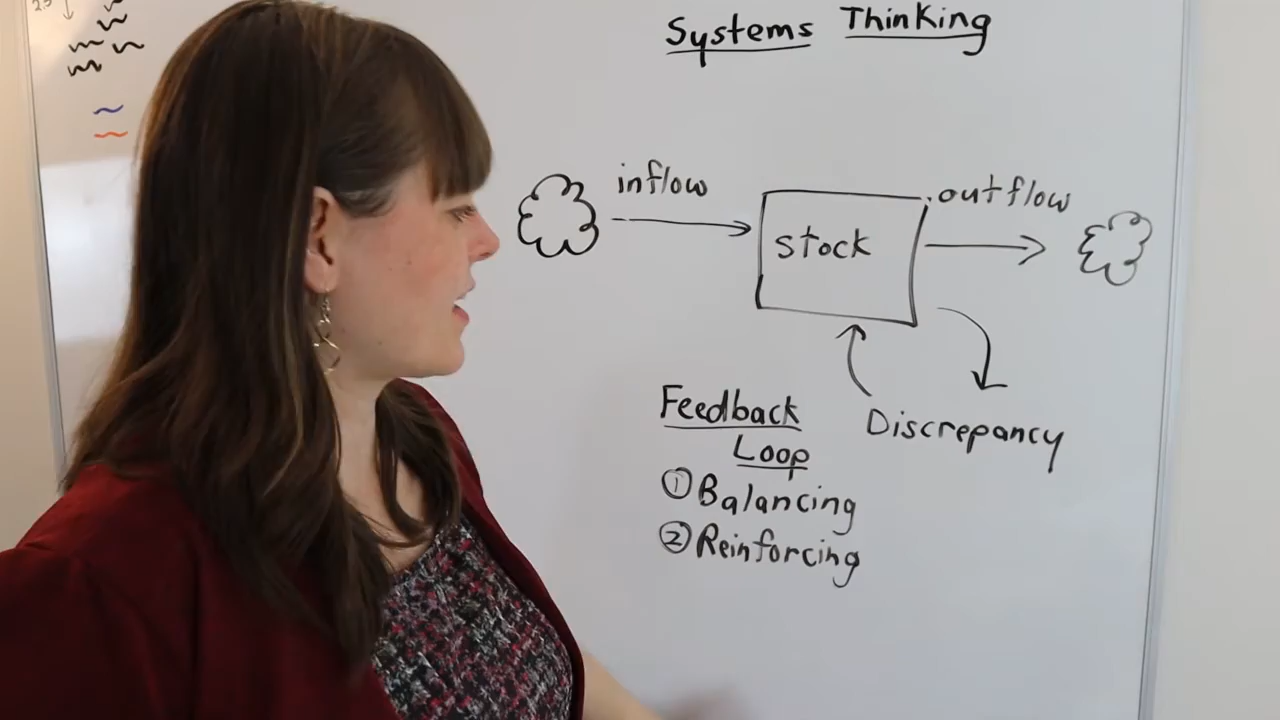 Systems Thinking
inflow
outflow
stock
Feedback
Loop
Discrepancy
① Balancing
② Reinforcing